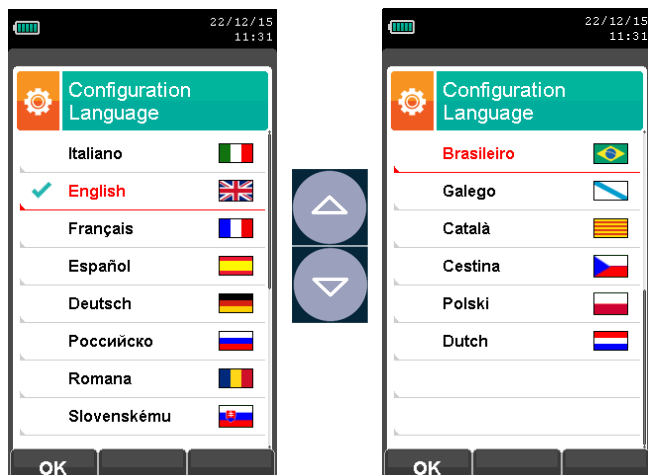 22/12/15
11:31
Configuration
Language
Italiano
English
Français
Español
Deutsch
Российско
Romana
Slovenskému
OK
22/12/15
11:31
Configuration
Language
Brasileiro
Galego
Català
Cestina
Polski
Dutch
OK